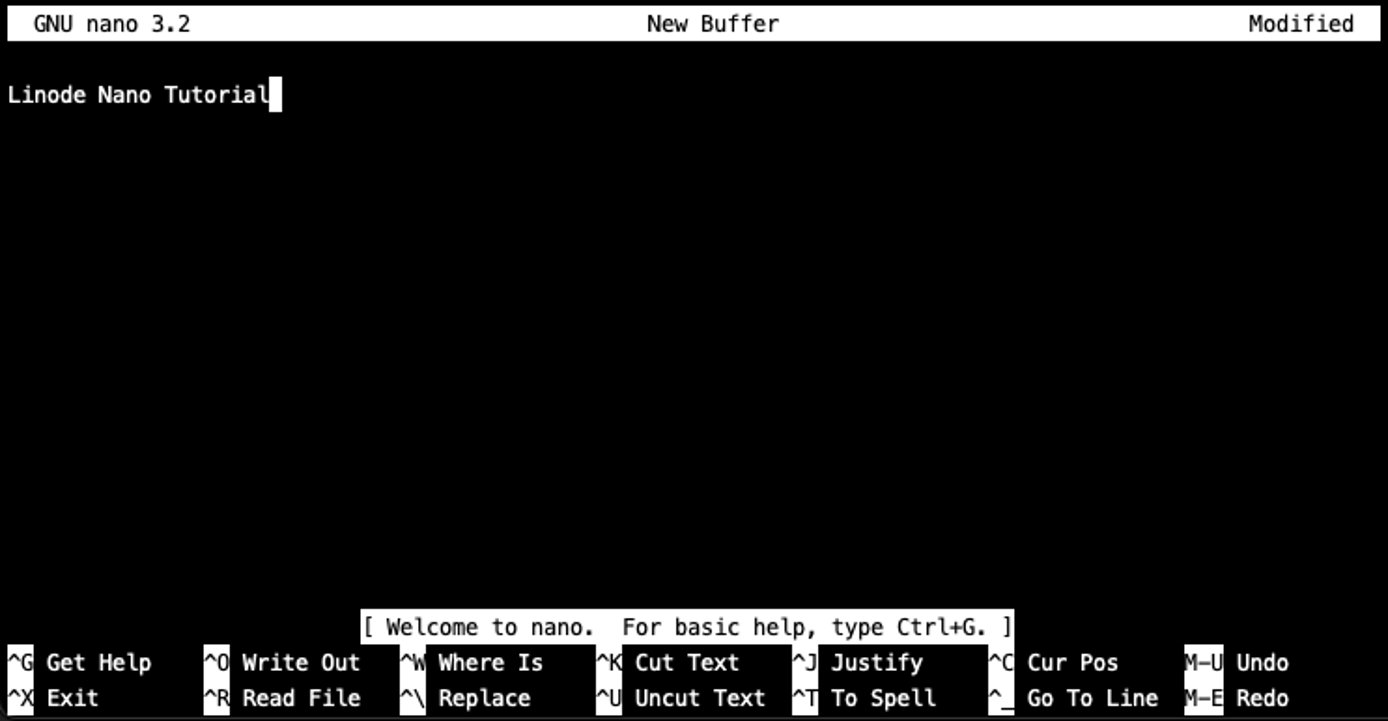 GNU nano 3.2 New Buffer Modified
Linode Nano Tutorial
[ Welcome to nano.  For basic help, type Ctrl+G. ]
^G Get Help ^O Write Out ^W Where Is ^K Cut Text ^J Justify ^C Cur Pos M-U Undo
^X Exit ^R Read File ^\ Replace ^U Uncut Text ^T To Spell ^_ Go To Line M-E Redo